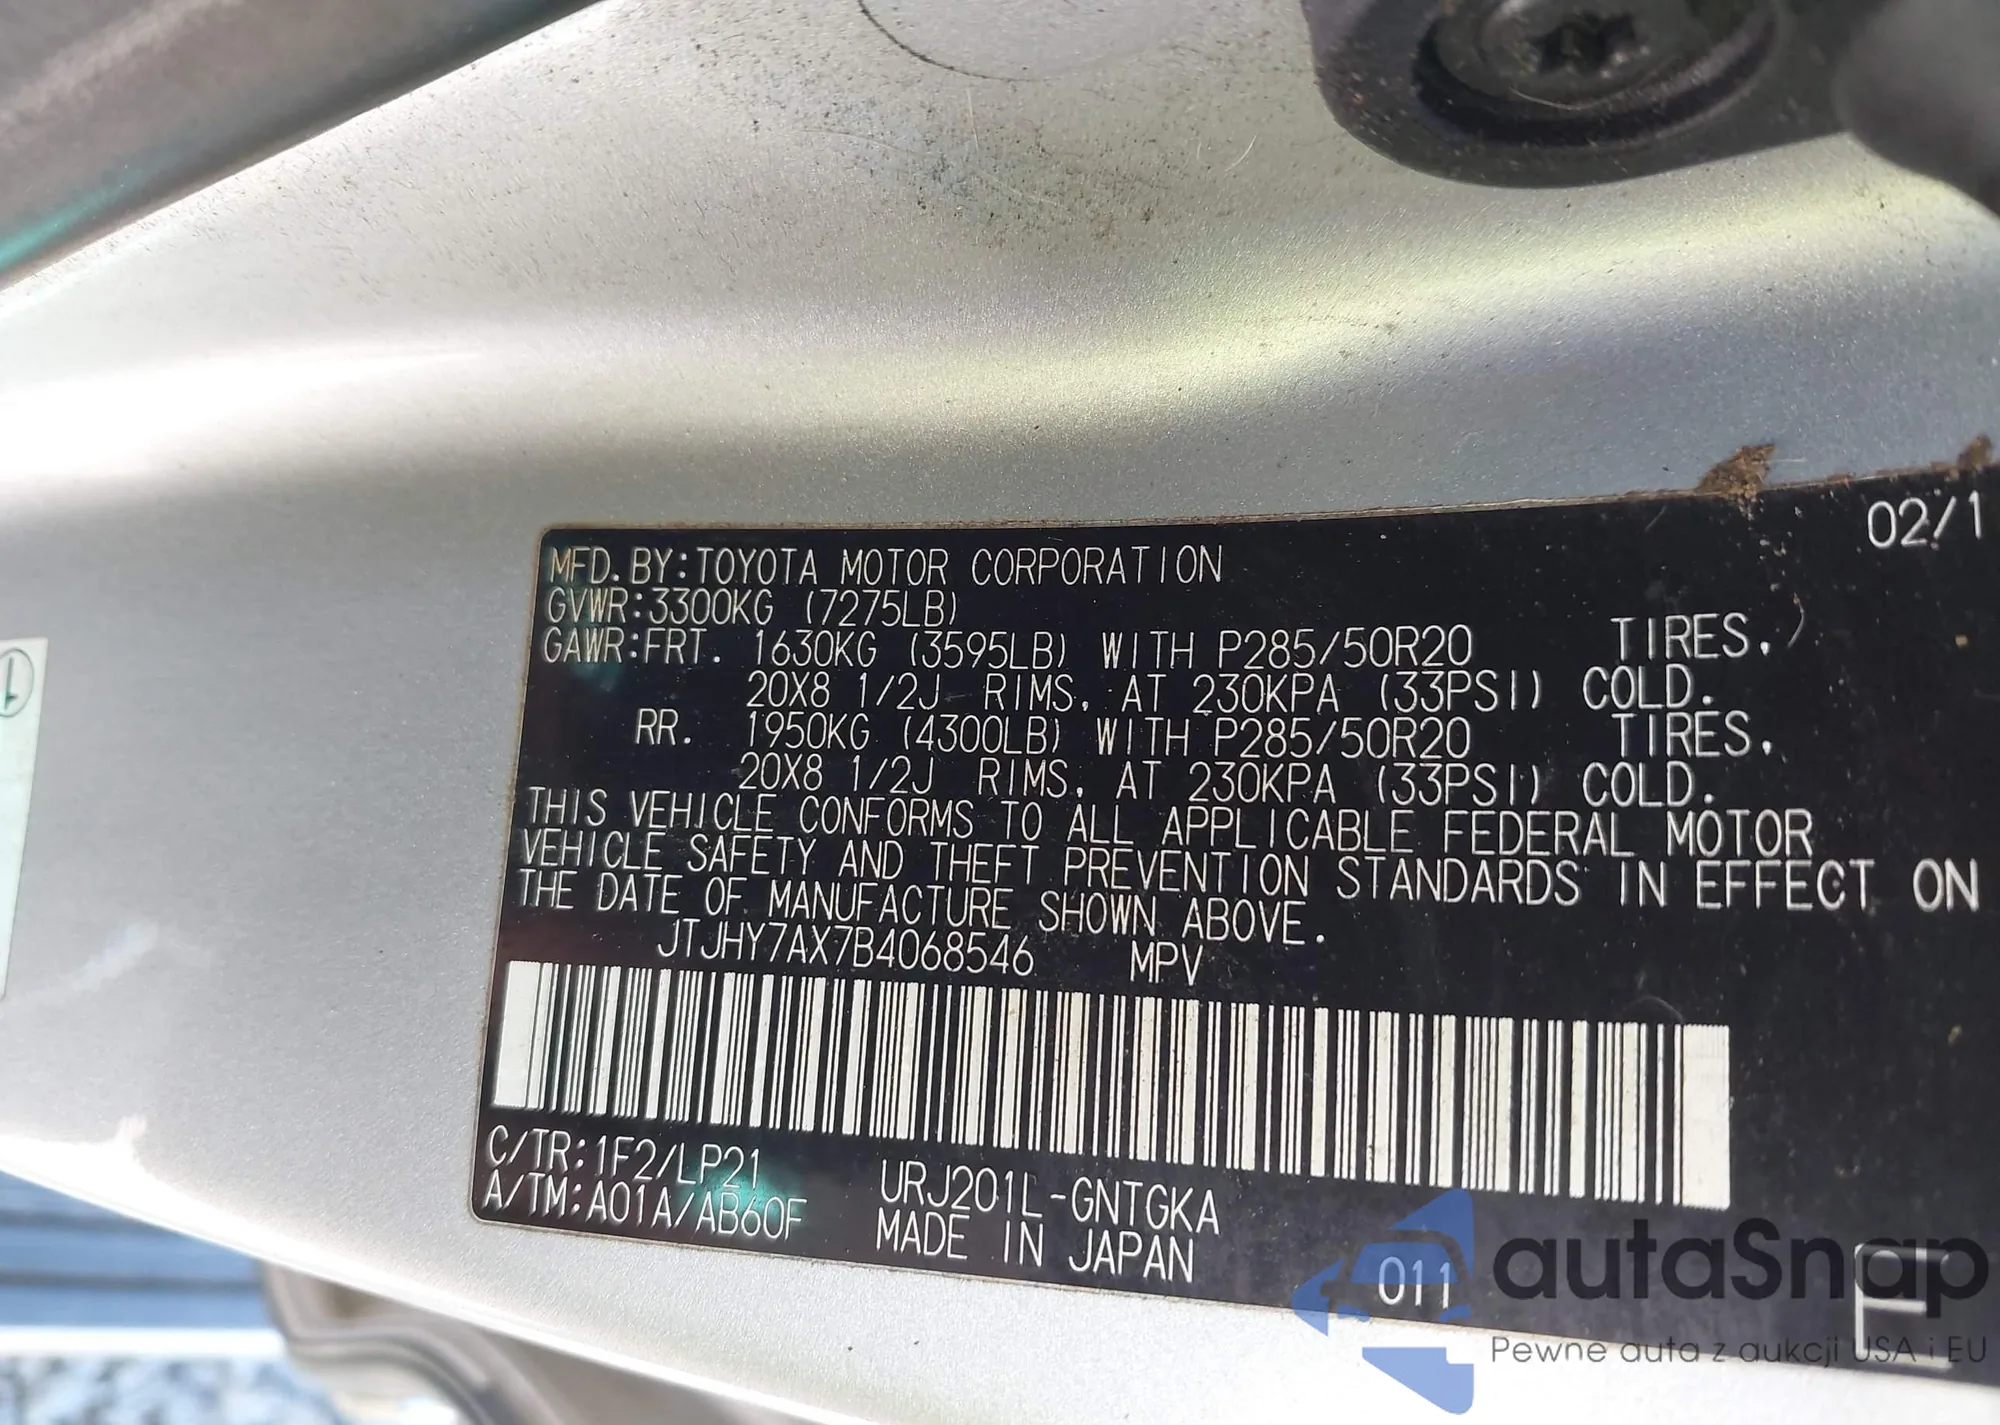 02/1
MFD. BY: TOYOTA MOTOR CORPORATION
GVWR: 3300KG (7275LB)
GAWR: FRT. 1630KG (3595LB) WITH P285/50R20 TIRES,
20X8 1/2J RIMS, AT 230KPA (33PSI) COLD.
RR. 1950KG (4300LB) WITH P285/50R20 TIRES,
20X8 1/2J RIMS, AT 230KPA (33PSI) COLD.
THIS VEHICLE CONFORMS TO ALL APPLICABLE FEDERAL MOTOR
VEHICLE SAFETY AND THEFT PREVENTION STANDARDS IN EFFECT ON
THE DATE OF MANUFACTURE SHOWN ABOVE.
JTJHY7AX7B4068546 MPV
C/TR: 1F2/LP21 URJ201L-GNTGKA
A/TM: A01A/AB60F MADE IN JAPAN
011
autaSnap
Pewne auta z aukcji USA i EU